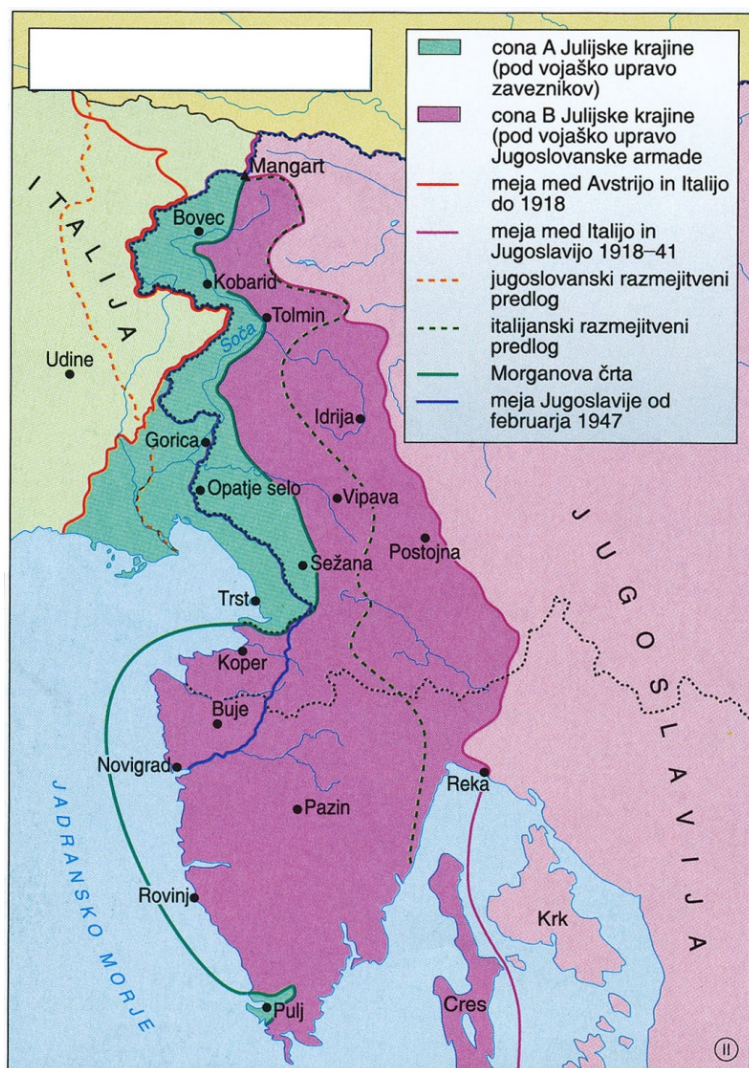 cona A Julijske krajine
(pod vojaško upravo
zaveznikov)
cona B Julijske krajine
(pod vojaško upravo
Jugoslovanske armade
meja med Avstrijo in Italijo
do 1918
meja med Italijo in
Jugoslavijo 1918–41
jugoslovanski razmejitveni
predlog
italijanski razmejitveni
predlog
Morganova črta
meja Jugoslavije od
februarja 1947
ITALIJA
Mangart
Bovec
Kobarid
Tolmin
Soča
Udine
Idrija
Gorica
Opatje selo
Vipava
Postojna
Sežana
Trst
JUGOSLAVIJA
Koper
Buje
Novigrad
Reka
Pazin
JADRANSKO MORJE
Rovinj
Krk
Cres
Pulj
II